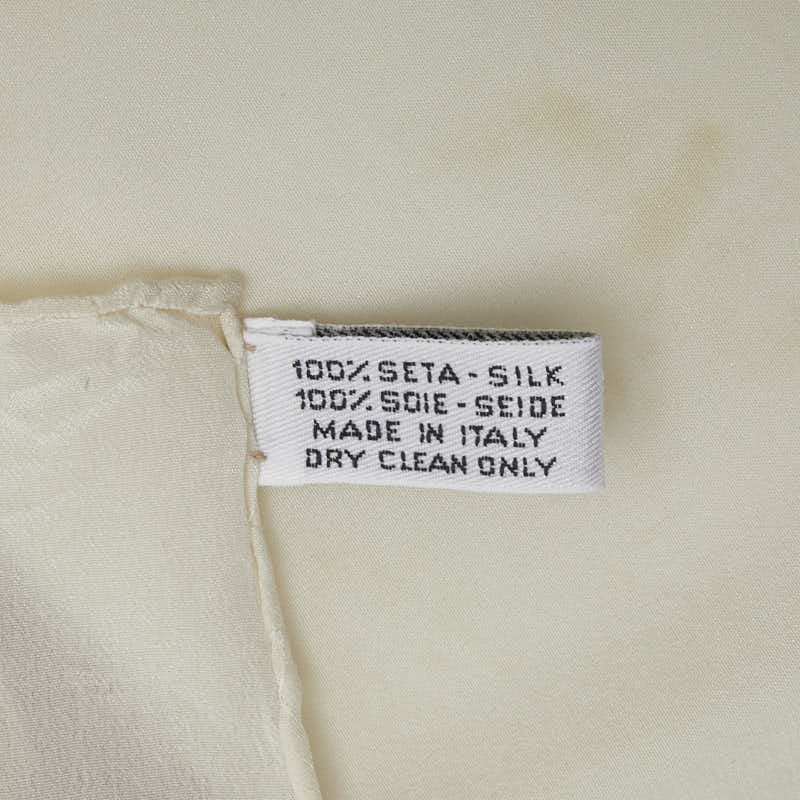 100% SETA - SILK
100% SOIE - SEIDE
MADE IN ITALY
DRY CLEAN ONLY